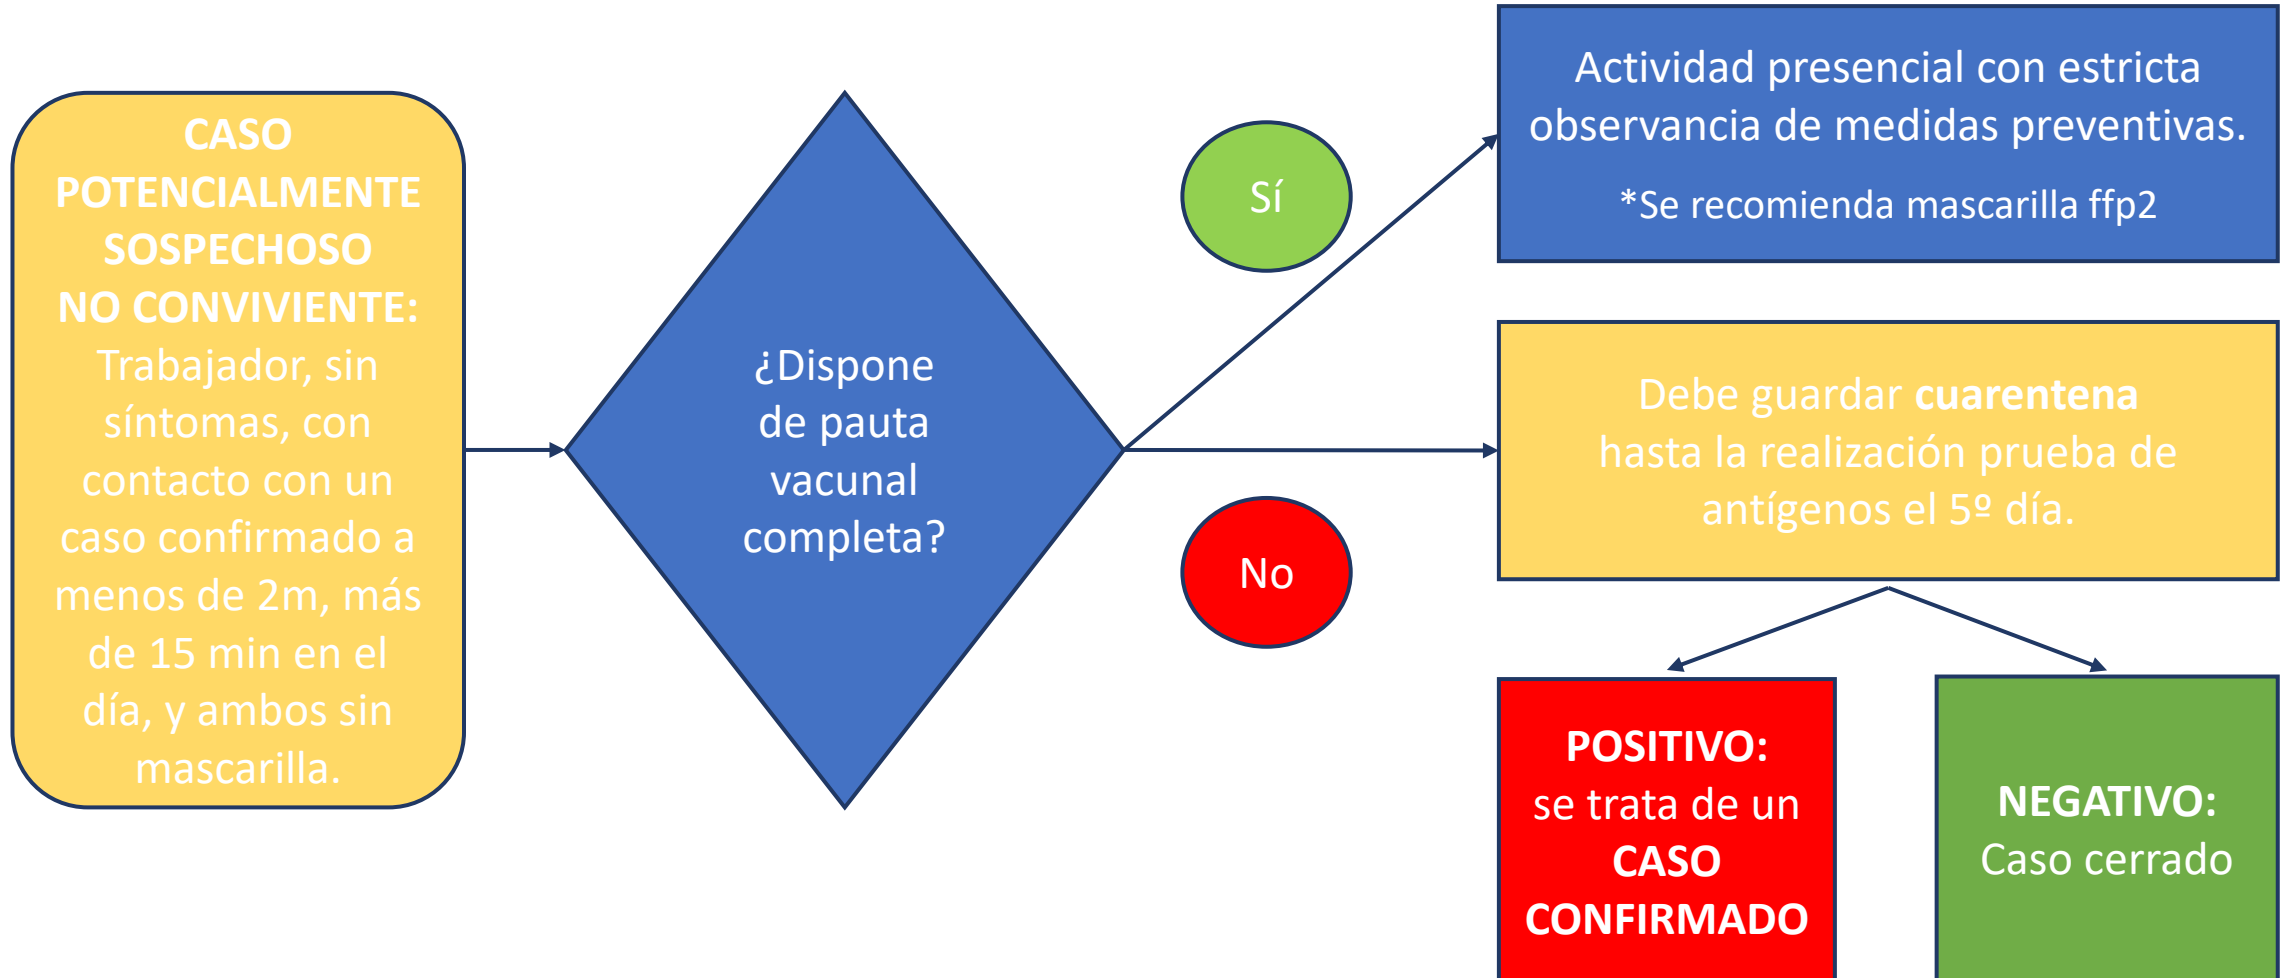 CASO
POTENCIALMENTE
SOSPECHOSO
NO CONVIVIENTE:
Trabajador, sin
síntomas, con
contacto con un
caso confirmado a
menos de 2m, más
de 15 min en el
día, y ambos sin
mascarilla.
¿Dispone
de pauta
vacunal
completa?
Sí
Actividad presencial con estricta
observancia de medidas preventivas.
*Se recomienda mascarilla ffp2
No
Debe guardar cuarentena
hasta la realización prueba de
antígenos el 5º día.
POSITIVO:
se trata de un
CASO
CONFIRMADO
NEGATIVO:
Caso cerrado